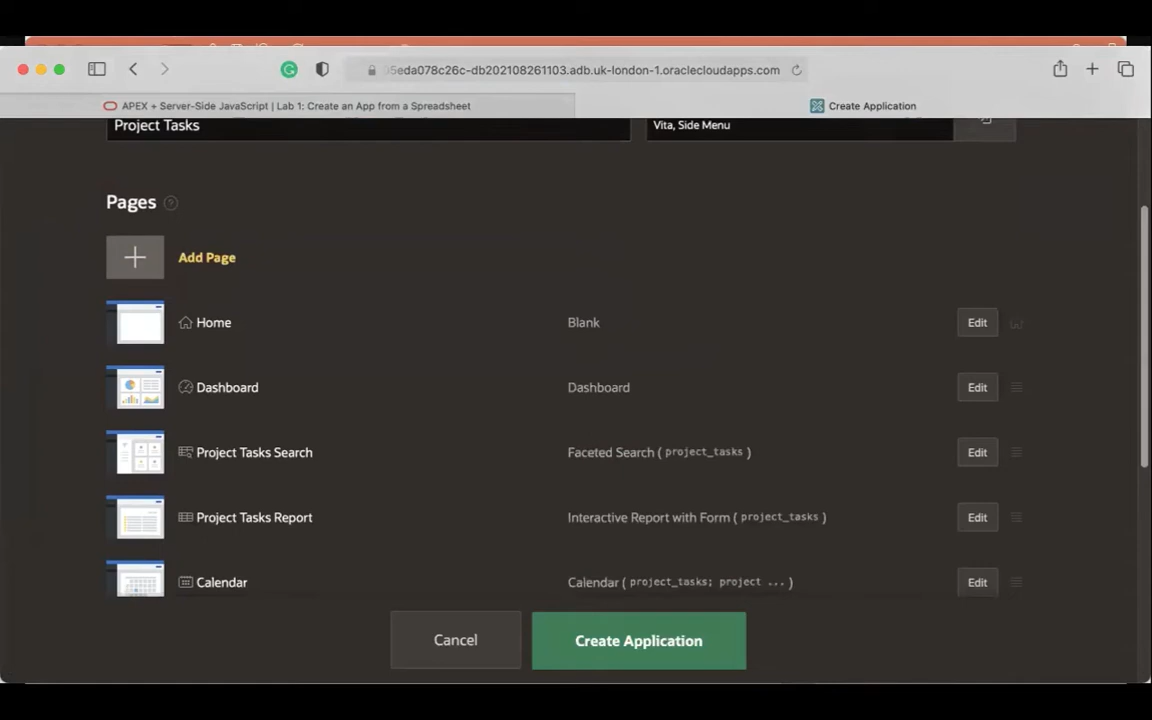 05eda078c26c-db202108261103.adb.uk-london-1.oraclecloudapps.com
APEX + Server-Side JavaScript | Lab 1: Create an App from a Spreadsheet
Create Application
Project Tasks
Vita, Side Menu
Pages
Add Page
Home Blank Edit
Dashboard Dashboard Edit
Project Tasks Search Faceted Search ( project_tasks ) Edit
Project Tasks Report Interactive Report with Form ( project_tasks ) Edit
Calendar Calendar ( project_tasks; project ... ) Edit
Cancel Create Application